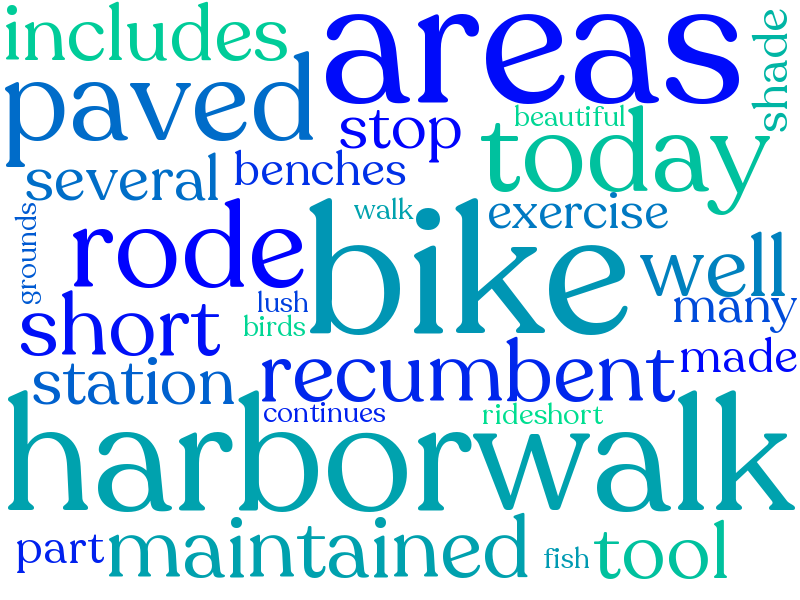 includes
areas
shade
paved
stop
beautiful
today
several
benches
walk
exercise
grounds
rode
bike
well
lush
many
birds
short
station
recumbent
made
continues
rideshort
harborwalk
part
maintained
fish
tool